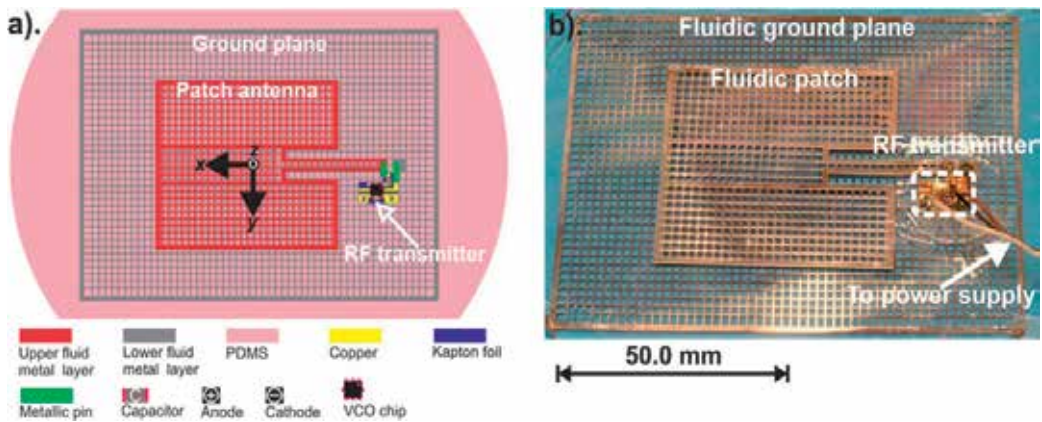 a).
Ground plane
Patch antenna
z
x
y
RF transmitter
Upper fluid
metal layer
Lower fluid
metal layer
PDMS
Copper
Kapton foil
Metallic pin
C
Capacitor
Anode
Cathode
VCO chip
b).
Fluidic ground plane
Fluidic patch
RF transmitter
To power supply
50.0 mm